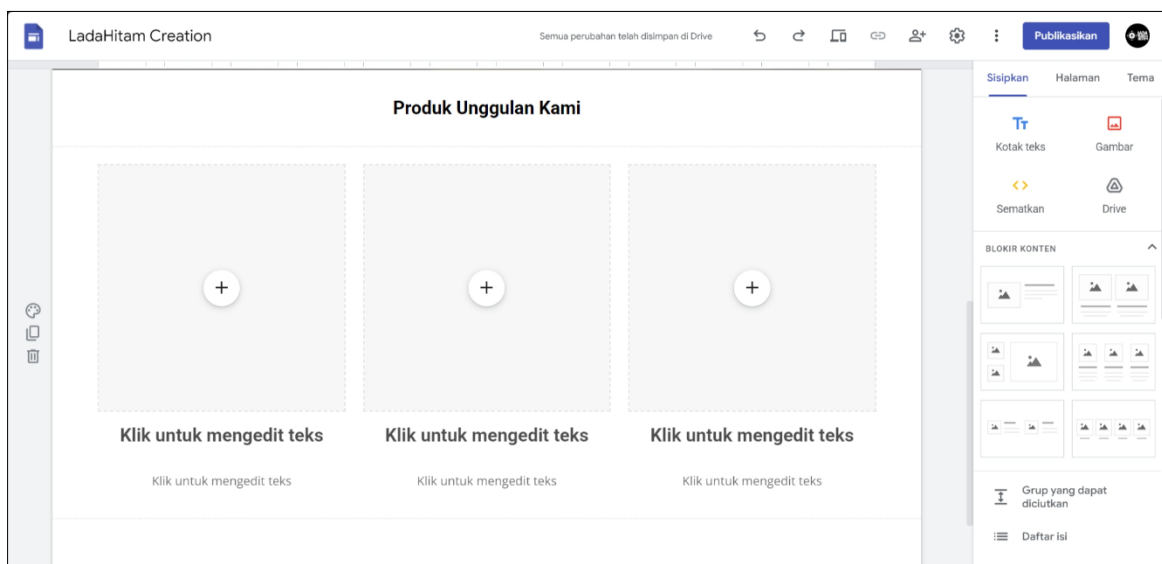 LadaHitam Creation
Semua perubahan telah disimpan di Drive
Publikasikan
Sisipkan
Halaman
Tema
Produk Unggulan Kami
Kotak teks
Gambar
Sematkan
Drive
BLOKIR KONTEN
Klik untuk mengedit teks
Klik untuk mengedit teks
Klik untuk mengedit teks
Klik untuk mengedit teks
Klik untuk mengedit teks
Klik untuk mengedit teks
Grup yang dapat
diciutkan
Daftar isi